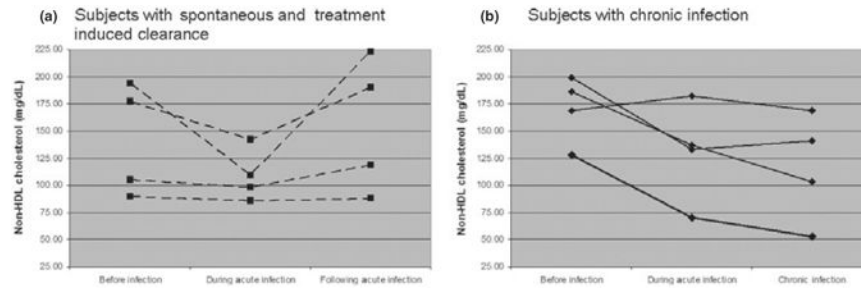 (a) Subjects with spontaneous and treatment
induced clearance
Non-HDL cholesterol (mg/dL)
225.00
200.00
175.00
150.00
125.00
100.00
75.00
50.00
25.00
Before infection
During acute infection
Following acute infection
(b) Subjects with chronic infection
Non-HDL cholesterol (mg/dL)
225.00
200.00
175.00
150.00
125.00
100.00
75.00
50.00
25.00
Before infection
During acute infection
Chronic infection